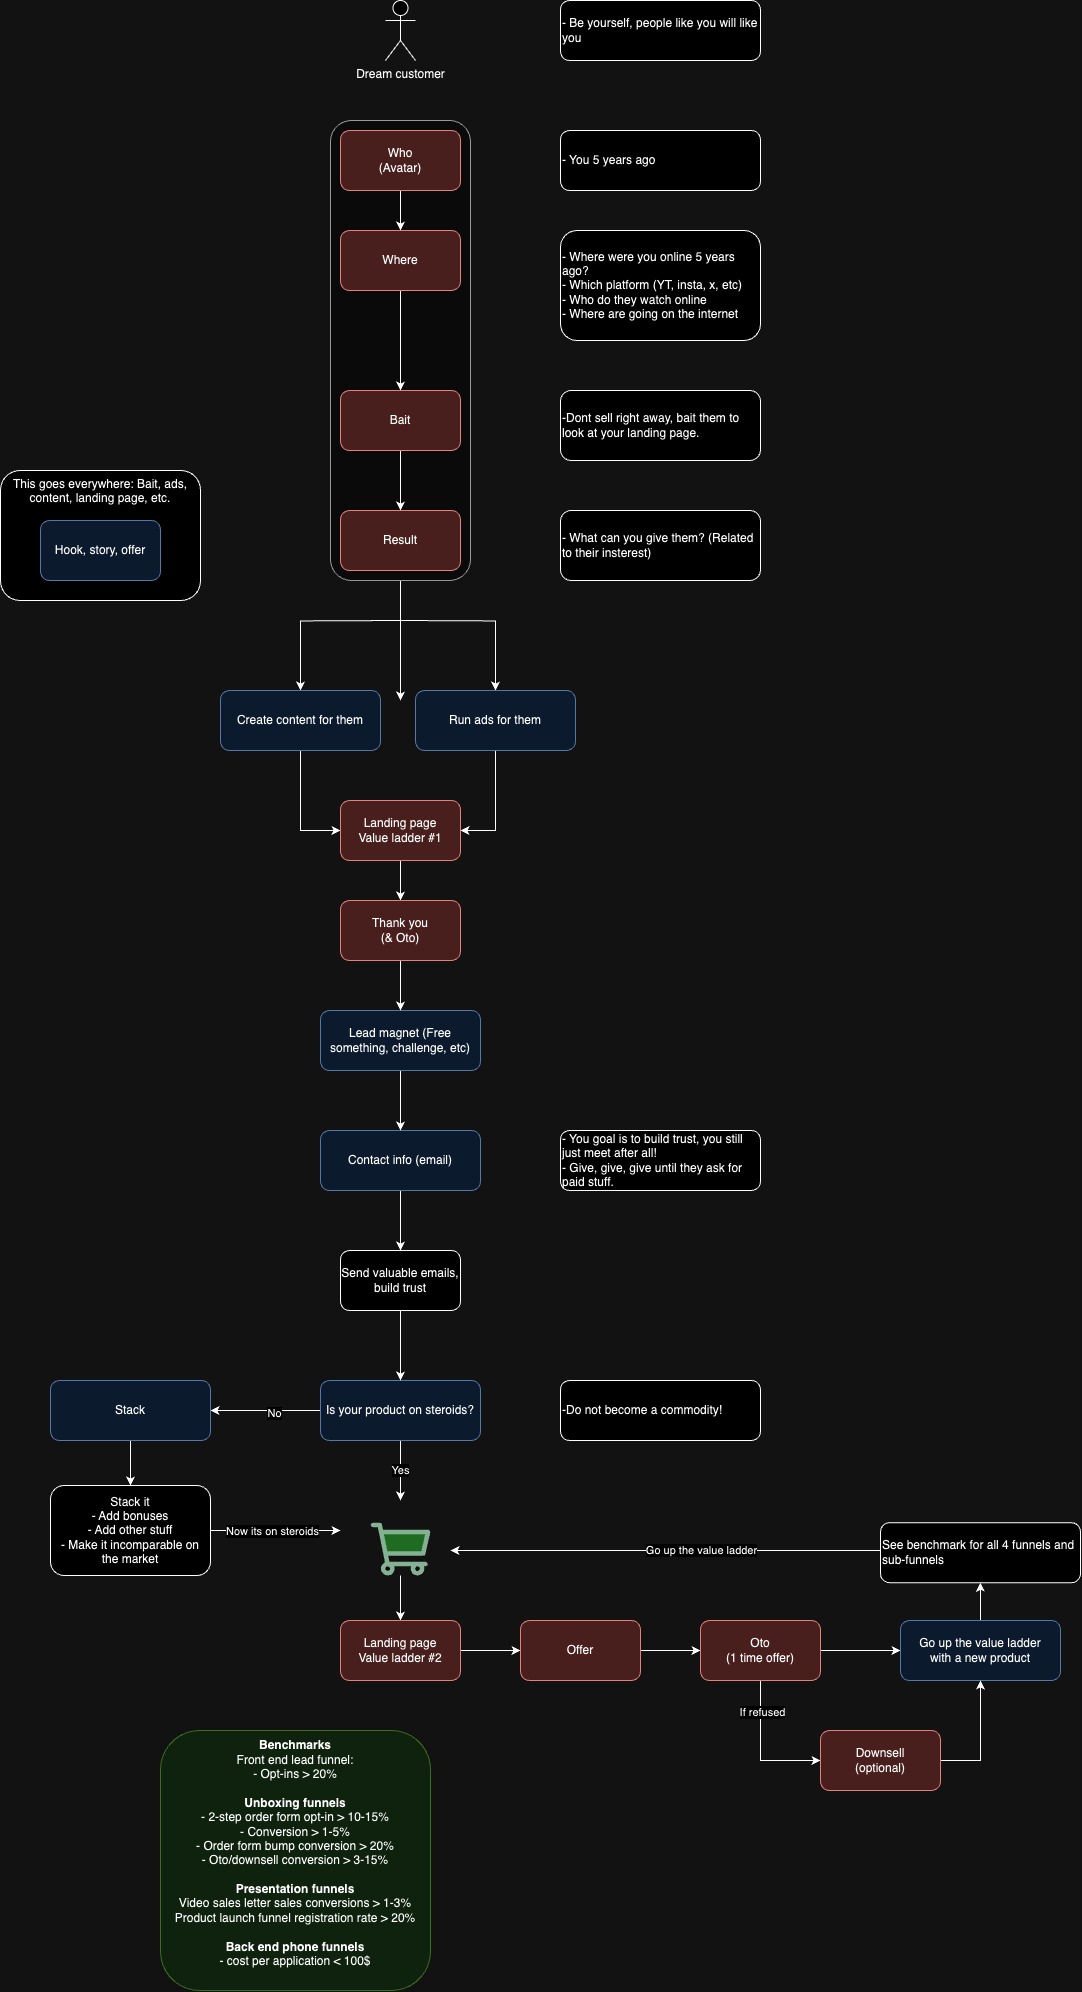 - Be yourself, people like you will like
you
Dream customer
Who
(Avatar)
- You 5 years ago
Where
- Where were you online 5 years
ago?
- Which platform (YT, insta, x, etc)
- Who do they watch online
- Where are going on the internet
Bait
-Dont sell right away, bait them to
look at your landing page.
This goes everywhere: Bait, ads,
content, landing page, etc.
Hook, story, offer
Result
- What can you give them? (Related
to their insterest)
Create content for them
Run ads for them
Landing page
Value ladder #1
Thank you
(& Oto)
Lead magnet (Free
something, challenge, etc)
Contact info (email)
- You goal is to build trust, you still
just meet after all!
- Give, give, give until they ask for
paid stuff.
Send valuable emails,
build trust
Stack
No
Is your product on steroids?
-Do not become a commodity!
Yes
Stack it
- Add bonuses
- Add other stuff
- Make it incomparable on
the market
Now its on steroids
Go up the value ladder
See benchmark for all 4 funnels and
sub-funnels
Landing page
Value ladder #2
Offer
Oto
(1 time offer)
Go up the value ladder
with a new product
If refused
Downsell
(optional)
Benchmarks
Front end lead funnel:
- Opt-ins > 20%
Unboxing funnels
- 2-step order form opt-in > 10-15%
- Conversion > 1-5%
- Order form bump conversion > 20%
- Oto/downsell conversion > 3-15%
Presentation funnels
Video sales letter sales conversions > 1-3%
Product launch funnel registration rate > 20%
Back end phone funnels
- cost per application < 100$